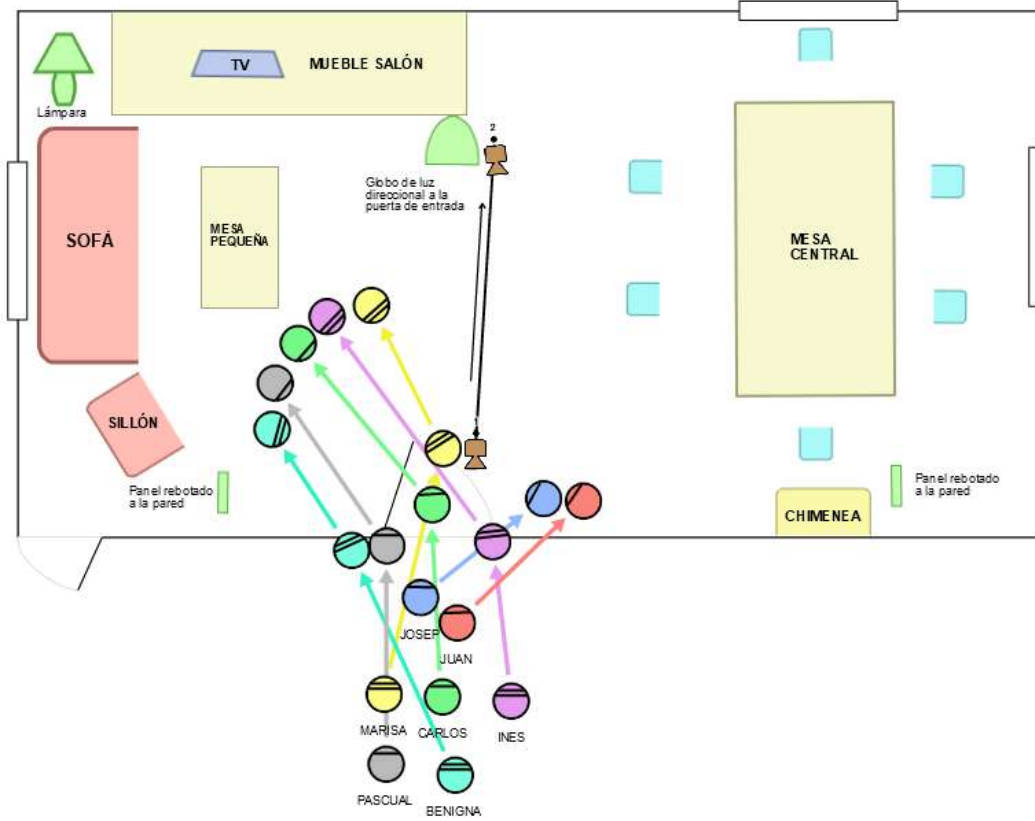 TV
MUEBLE SALÓN
Lámpara
2
Globo de luz
direccional a la
puerta de entrada
SOFÁ
MESA
PEQUEÑA
MESA
CENTRAL
SILLÓN
Panel rebotado
a la pared
1
Panel rebotado
a la pared
CHIMENEA
JOSEP
JUAN
MARISA
CARLOS
INES
PASCUAL
BENIGNA